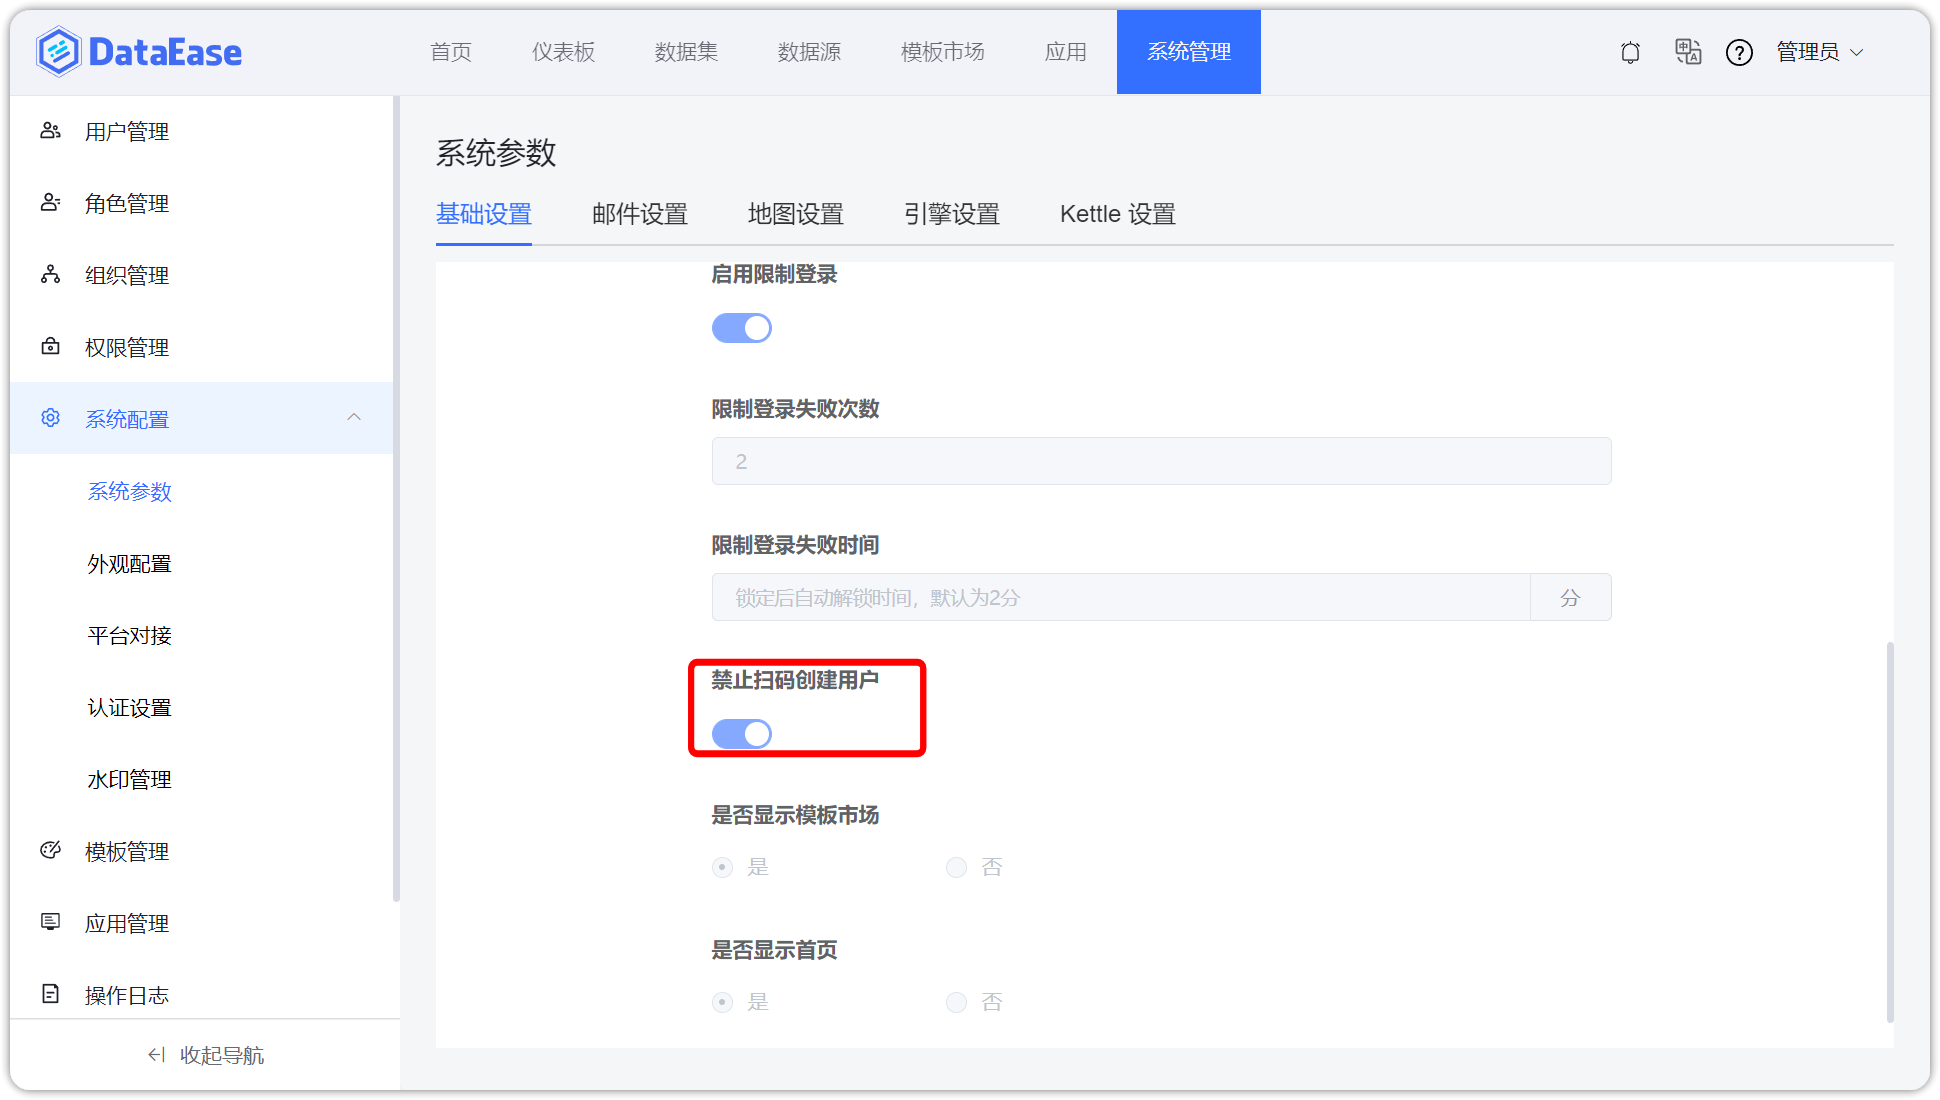 DataEase
首页
仪表板
数据集
数据源
模板市场
应用
系统管理
管理员
用户管理
角色管理
组织管理
权限管理
系统配置
系统参数
外观配置
平台对接
认证设置
水印管理
模板管理
应用管理
操作日志
收起导航
系统参数
基础设置
邮件设置
地图设置
引擎设置
Kettle 设置
启用限制登录
限制登录失败次数
2
限制登录失败时间
锁定后自动解锁时间，默认为2分
分
禁止扫码创建用户
是否显示模板市场
是
否
是否显示首页
是
否